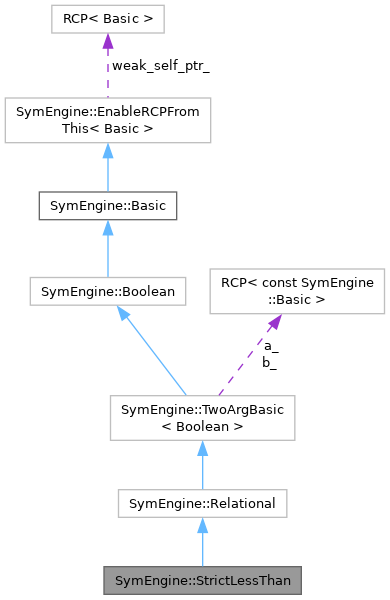 RCP< Basic >
weak_self_ptr_
SymEngine::EnableRCPFrom
This< Basic >
SymEngine::Basic
SymEngine::Boolean
RCP< const SymEngine
::Basic >
a_
b_
SymEngine::TwoArgBasic
< Boolean >
SymEngine::Relational
SymEngine::StrictLessThan